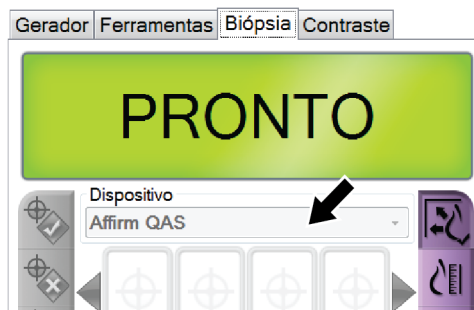 Gerador Ferramentas Biópsia Contraste
PRONTO
Dispositivo
Affirm QAS